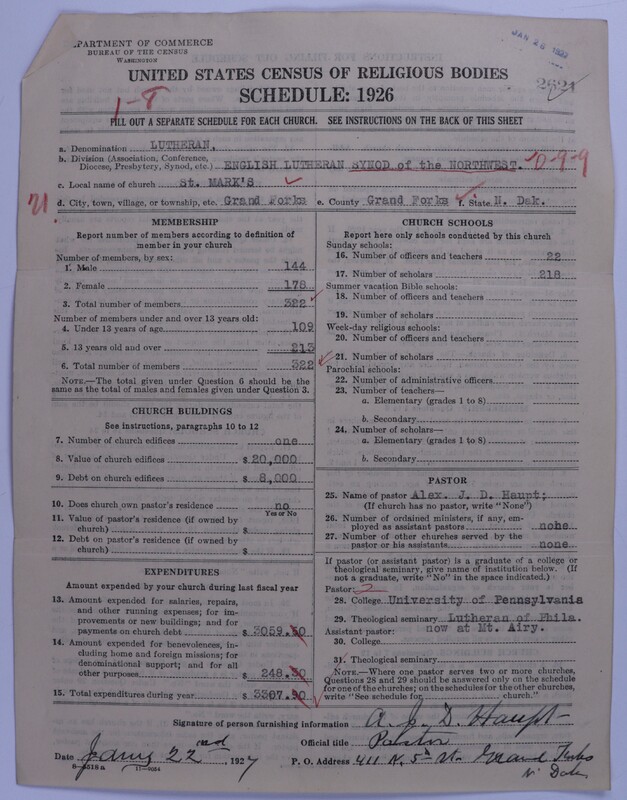 DEPARTMENT OF COMMERCE
BUREAU OF THE CENSUS
WASHINGTON
JAN 26 1927
UNITED STATES CENSUS OF RELIGIOUS BODIES
SCHEDULE: 1926
2624
1-8
FILL OUT A SEPARATE SCHEDULE FOR EACH CHURCH. SEE INSTRUCTIONS ON THE BACK OF THIS SHEET
a. Denomination LUTHERAN.
b. Division (Association, Conference, Diocese, Presbytery, Synod, etc.) ENGLISH LUTHERAN SYNOD of the NORTHWEST. 0-9-9
c. Local name of church St. MARK'S
21
d. City, town, village, or township, etc. Grand Forks e. County Grand Forks f. State N. Dak.
MEMBERSHIP
Report number of members according to definition of
member in your church
Number of members, by sex:
1. Male 144
2. Female 178
3. Total number of members 322
Number of members under and over 13 years old:
4. Under 13 years of age 109
5. 13 years old and over 213
6. Total number of members 322
NOTE.—The total given under Question 6 should be
same as the total of males and females given under Question 3.
CHURCH BUILDINGS
See instructions, paragraphs 10 to 12
7. Number of church edifices one
8. Value of church edifices $ 20,000
9. Debt on church edifices $ 8,000
10. Does church own pastor's residence no
Yes or No
11. Value of pastor's residence (if owned by
church) $
12. Debt on pastor's residence (if owned by
church) $
EXPENDITURES
Amount expended by your church during last fiscal year
13. Amount expended for salaries, repairs,
and other running expenses; for im-
provements or new buildings; and for
payments on church debt $ 3059.50
14. Amount expended for benevolences, in-
cluding home and foreign missions; for
denominational support; and for all
other purposes $ 248.30
15. Total expenditures during year $ 3307.90
CHURCH SCHOOLS
Report here only schools conducted by this church
Sunday schools:
16. Number of officers and teachers 22
17. Number of scholars 218
Summer vacation Bible schools:
18. Number of officers and teachers
19. Number of scholars
Week-day religious schools:
20. Number of officers and teachers
21. Number of scholars
Parochial schools:
22. Number of administrative officers
23. Number of teachers—
a. Elementary (grades 1 to 8)
b. Secondary
24. Number of scholars—
a. Elementary (grades 1 to 8)
b. Secondary
PASTOR
25. Name of pastor Alex. J. D. Haupt;
(If church has no pastor, write "None")
26. Number of ordained ministers, if any, em-
ployed as assistant pastors none
27. Number of other churches served by the
pastor or his assistants none
If pastor (or assistant pastor) is a graduate of a college or
theological seminary, give name of institution below. (If
not a graduate, write "No" in the space indicated.)
Pastor: 2
28. College University of Pennsylvania
29. Theological seminary Lutheran of Phila.
Assistant pastor: now at Mt. Airy.
30. College
31. Theological seminary
NOTE.—Where one pastor serves two or more churches,
Questions 28 and 29 should be answered only on the schedule
for one of the churches; on the schedules for the other churches,
write "See schedule for church."
Signature of person furnishing information A. J. D. Haupt
Official title Pastor
Date Jany 22nd, 1927 P. O. Address 411 N. 5th St. Grand Forks
N. Dak.
8—5318a 11—9034